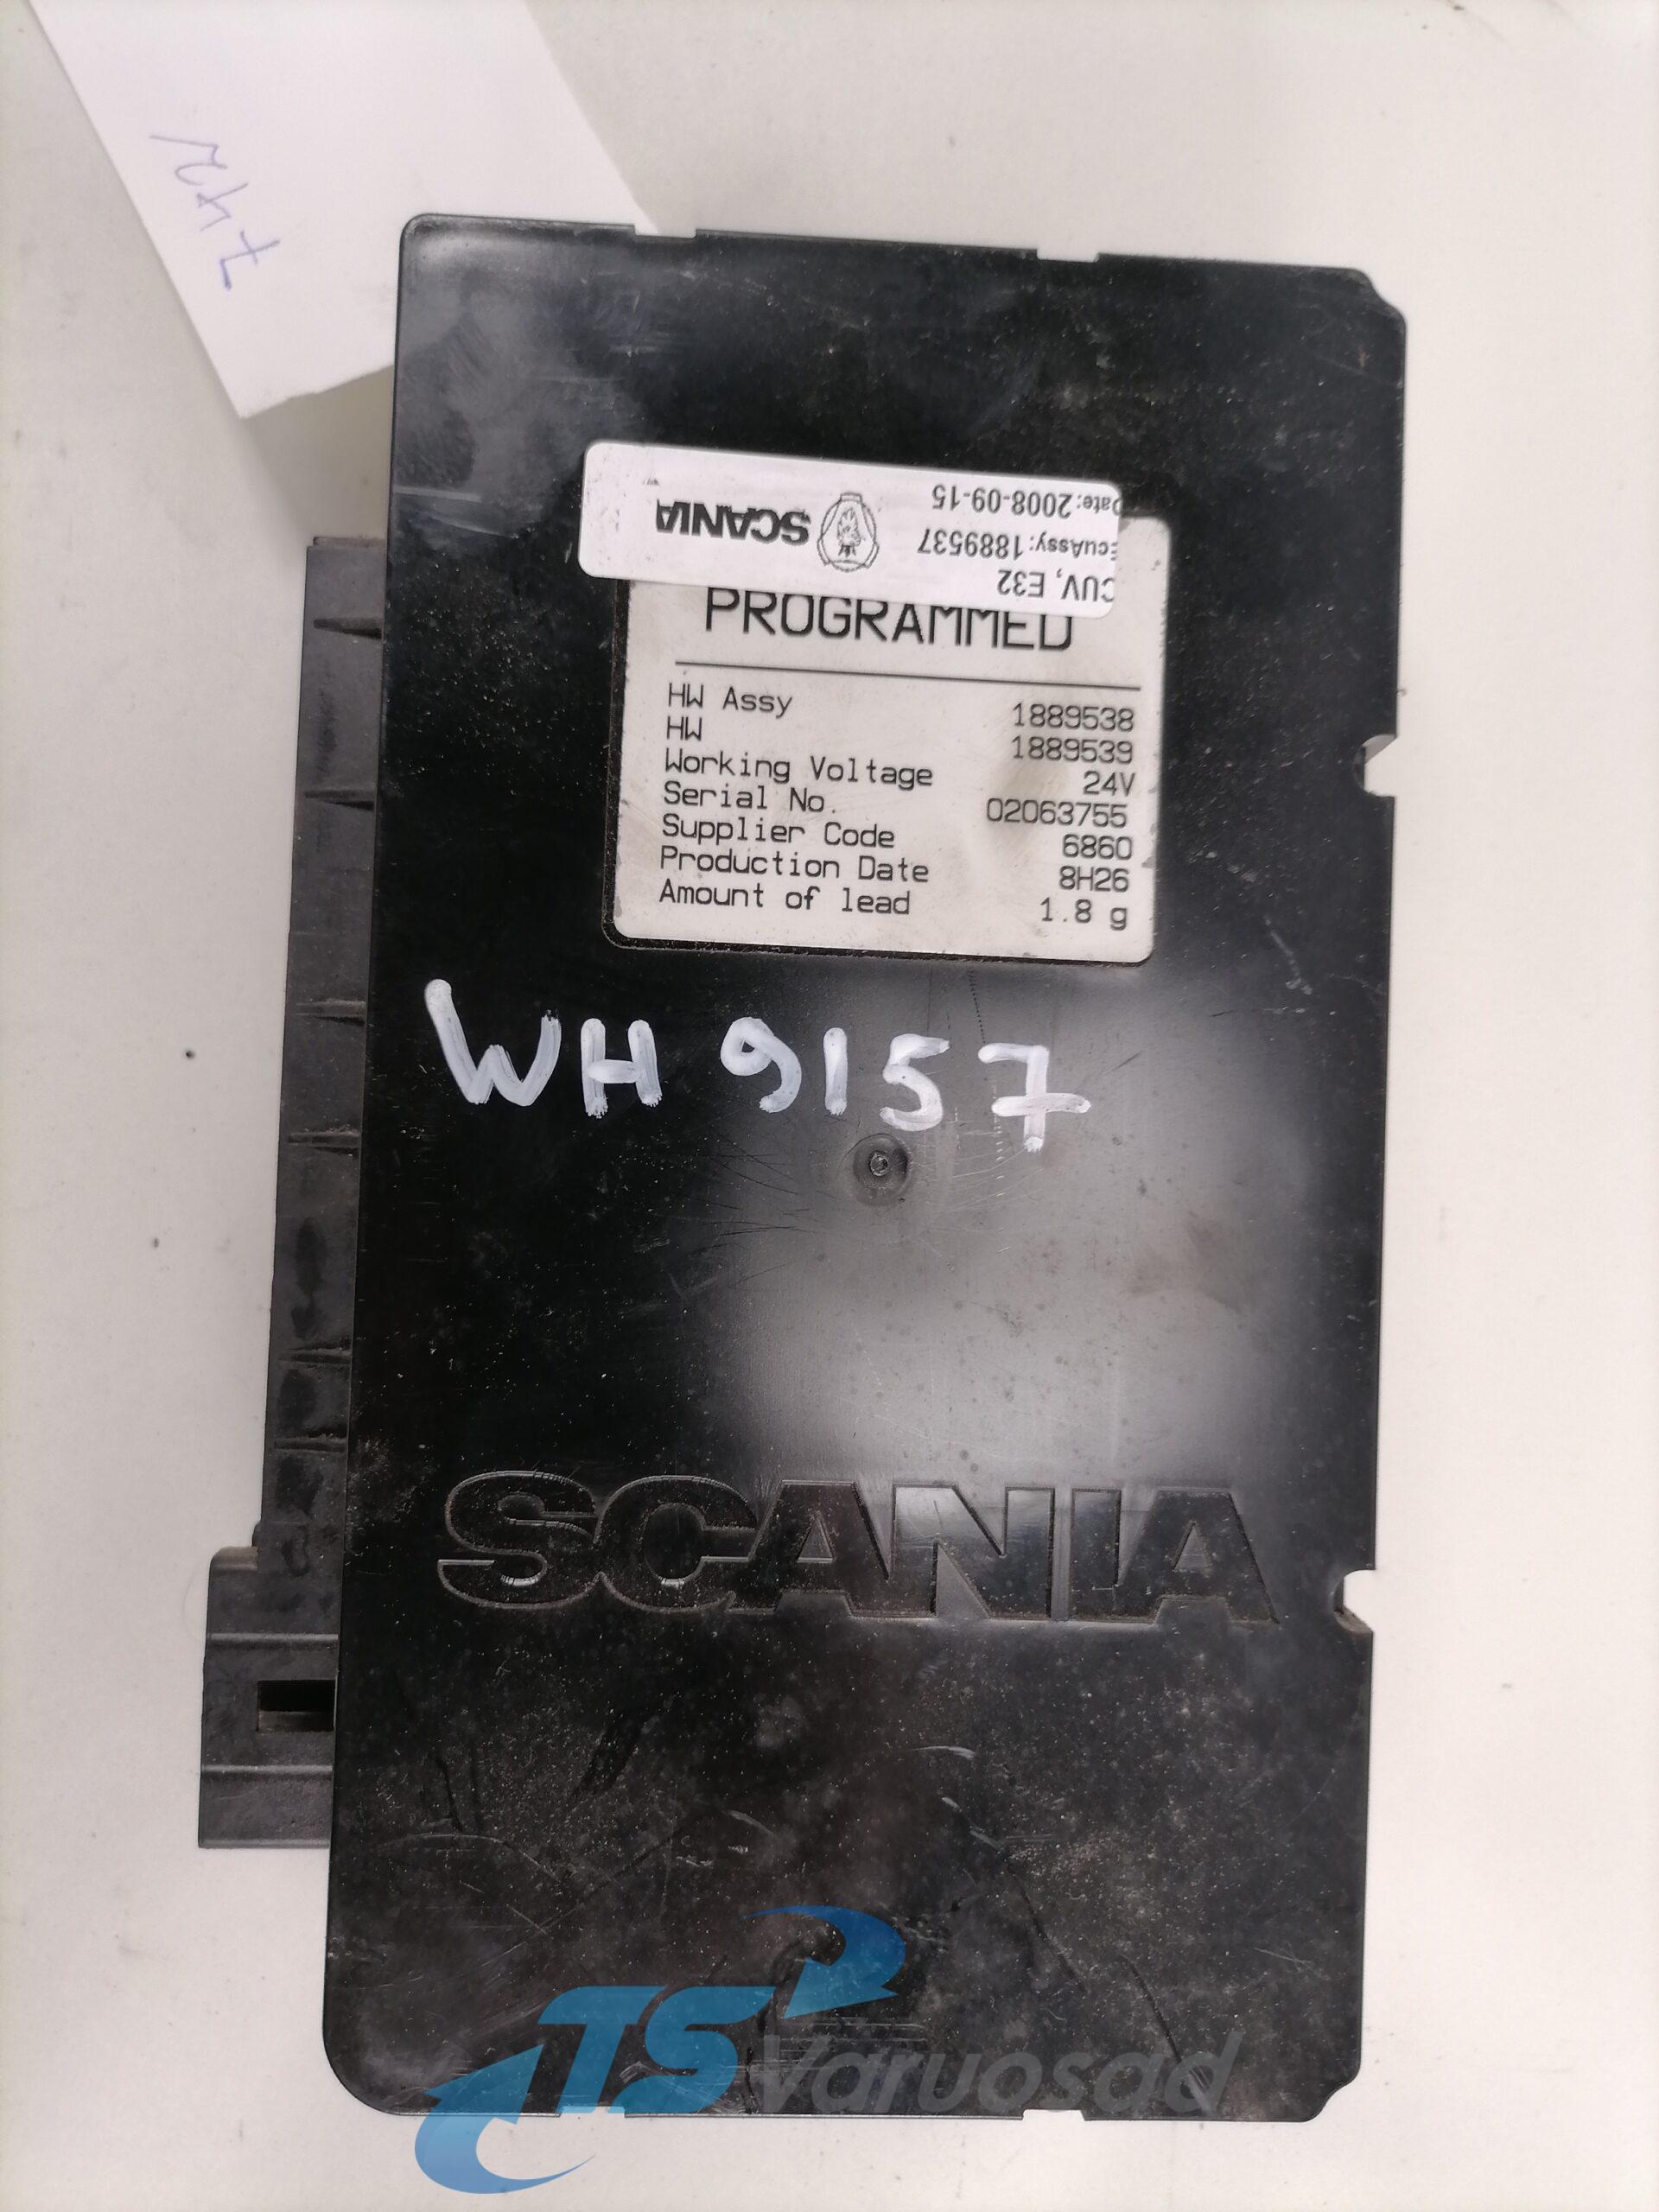 742
SCANIA
CUV, E32
EcuAssy:1889537
Date:2008-09-15
PROGRAMMED
HW Assy 1889538
HW 1889539
Working Voltage 24V
Serial No. 02063755
Supplier Code 6860
Production Date 8H26
Amount of lead 1.8 g
WH 9157
SCANIA
TS Varuosad